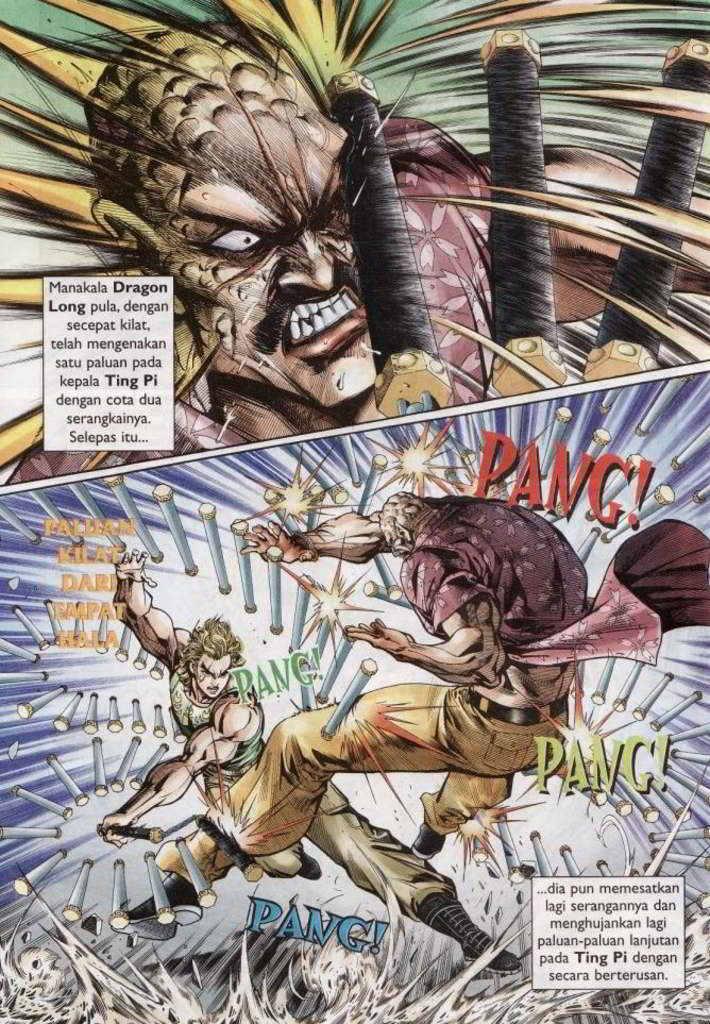 Manakala Dragon
Long pula, dengan
secepat kilat,
telah mengenakan
satu paluan pada
kepala Ting Pi
dengan cota dua
serangkainya.
Selepas itu...
PANG!
PALUAN
KILAT
DARI
EMPAT
HALA
PANG!
PANG!
PANG!
...dia pun memesatkan
lagi serangannya dan
menghujankan lagi
paluan-paluan lanjutan
pada Ting Pi dengan
secara berterusan.